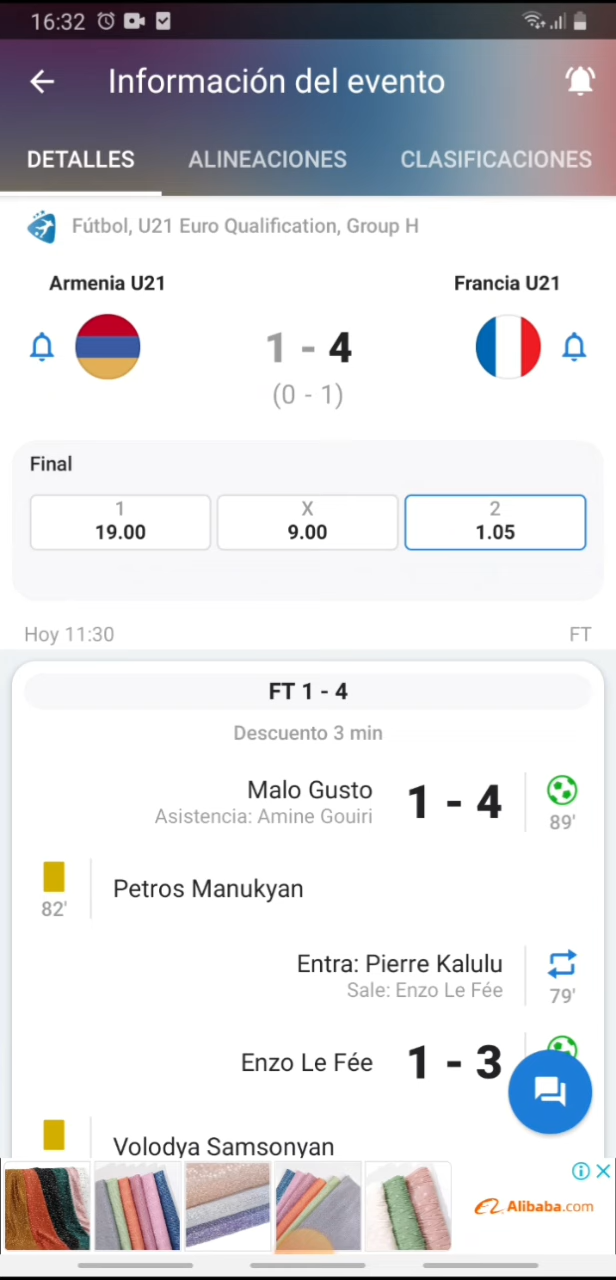 16:32
Información del evento
DETALLES ALINEACIONES CLASIFICACIONES
Fútbol, U21 Euro Qualification, Group H
Armenia U21 Francia U21
1 - 4
(0 - 1)
Final
1 X 2
19.00 9.00 1.05
Hoy 11:30 FT
FT 1 - 4
Descuento 3 min
Malo Gusto 1 - 4
Asistencia: Amine Gouiri 89'
Petros Manukyan
82'
Entra: Pierre Kalulu
Sale: Enzo Le Fée 79'
Enzo Le Fée 1 - 3
Volodya Samsonyan
Alibaba.com